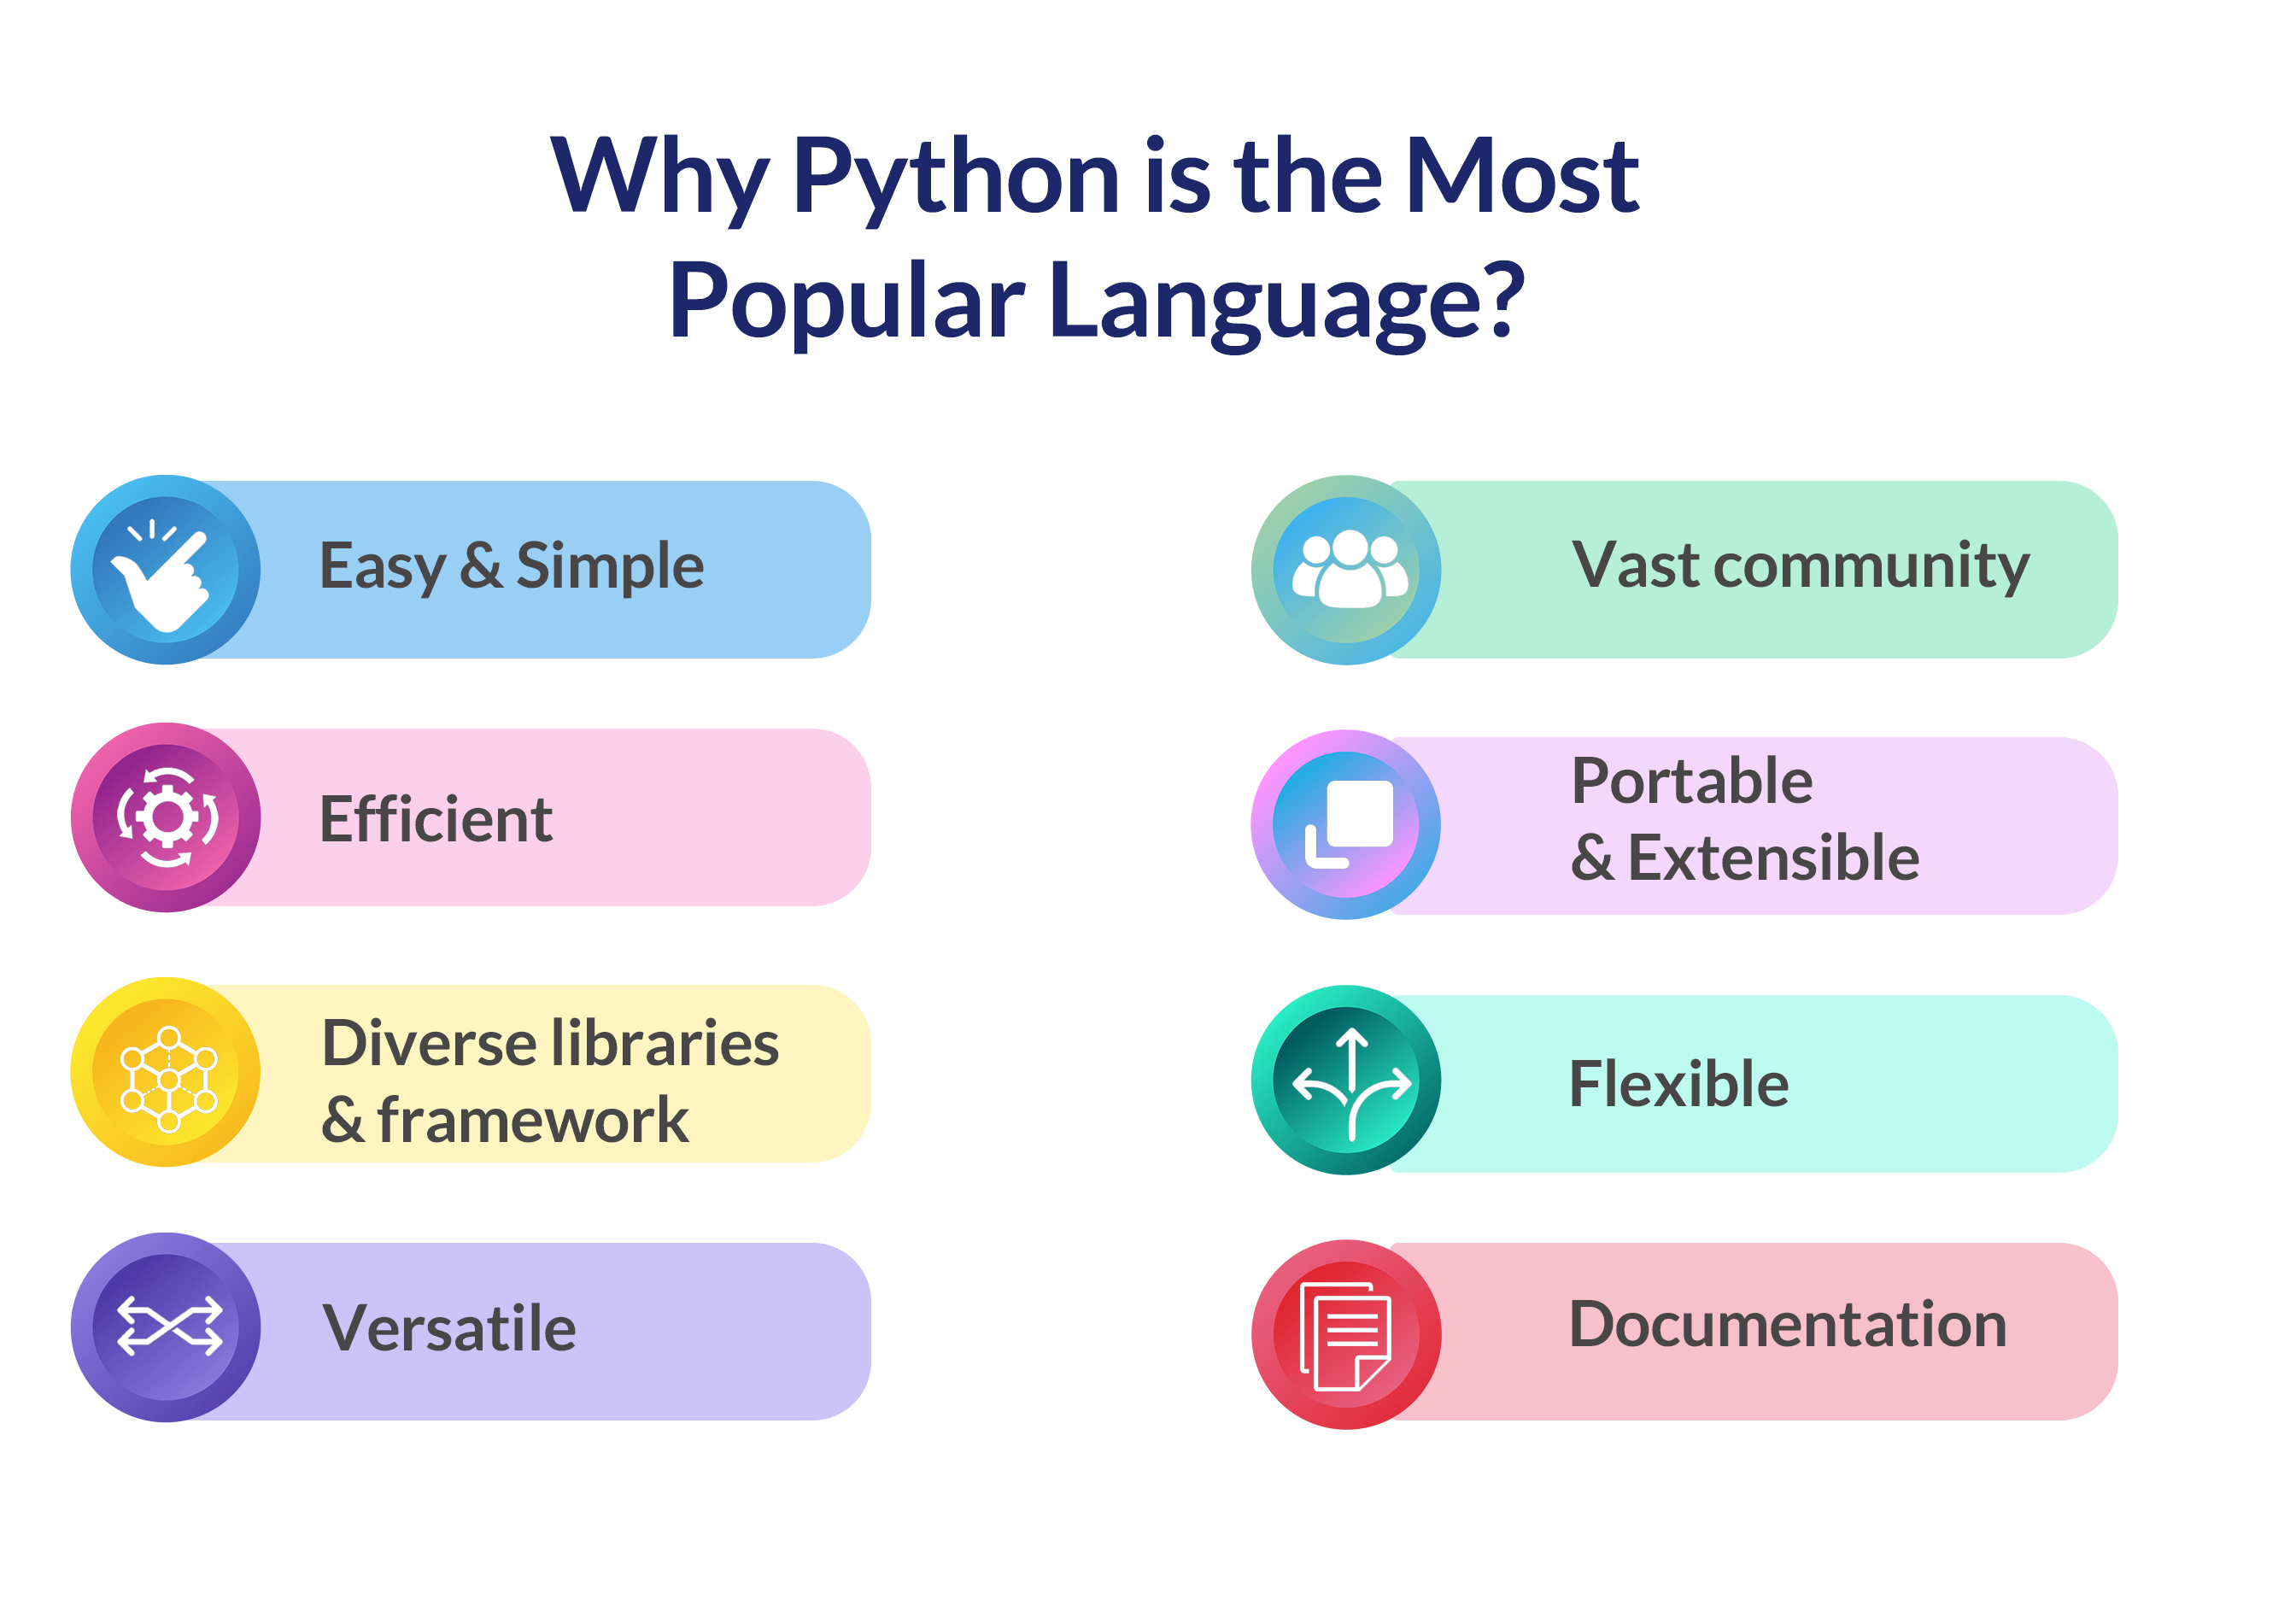 Why Python is the Most
Popular Language?
Easy & Simple
Efficient
Diverse libraries
& framework
Versatile
Vast community
Portable
& Extensible
Flexible
Documentation